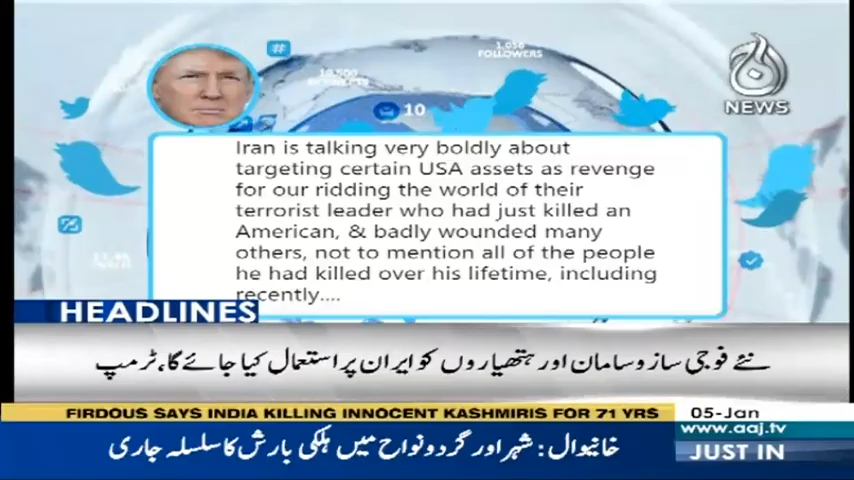 #
1,056
FOLLOWERS
10
NEWS
Iran is talking very boldly about
targeting certain USA assets as revenge
for our ridding the world of their
terrorist leader who had just killed an
American, & badly wounded many
others, not to mention all of the people
he had killed over his lifetime, including
recently....
HEADLINES
نئے فوجی ساز و سامان اور ہتھیاروں کو ایران پر استعمال کیا جائے گا، ٹرمپ
FIRDOUS SAYS INDIA KILLING INNOCENT KASHMIRIS FOR 71 YRS
05-Jan
www.aaj.tv
خانیوال : شہر اور گردونواح میں ہلکی بارش کا سلسلہ جاری
JUST IN